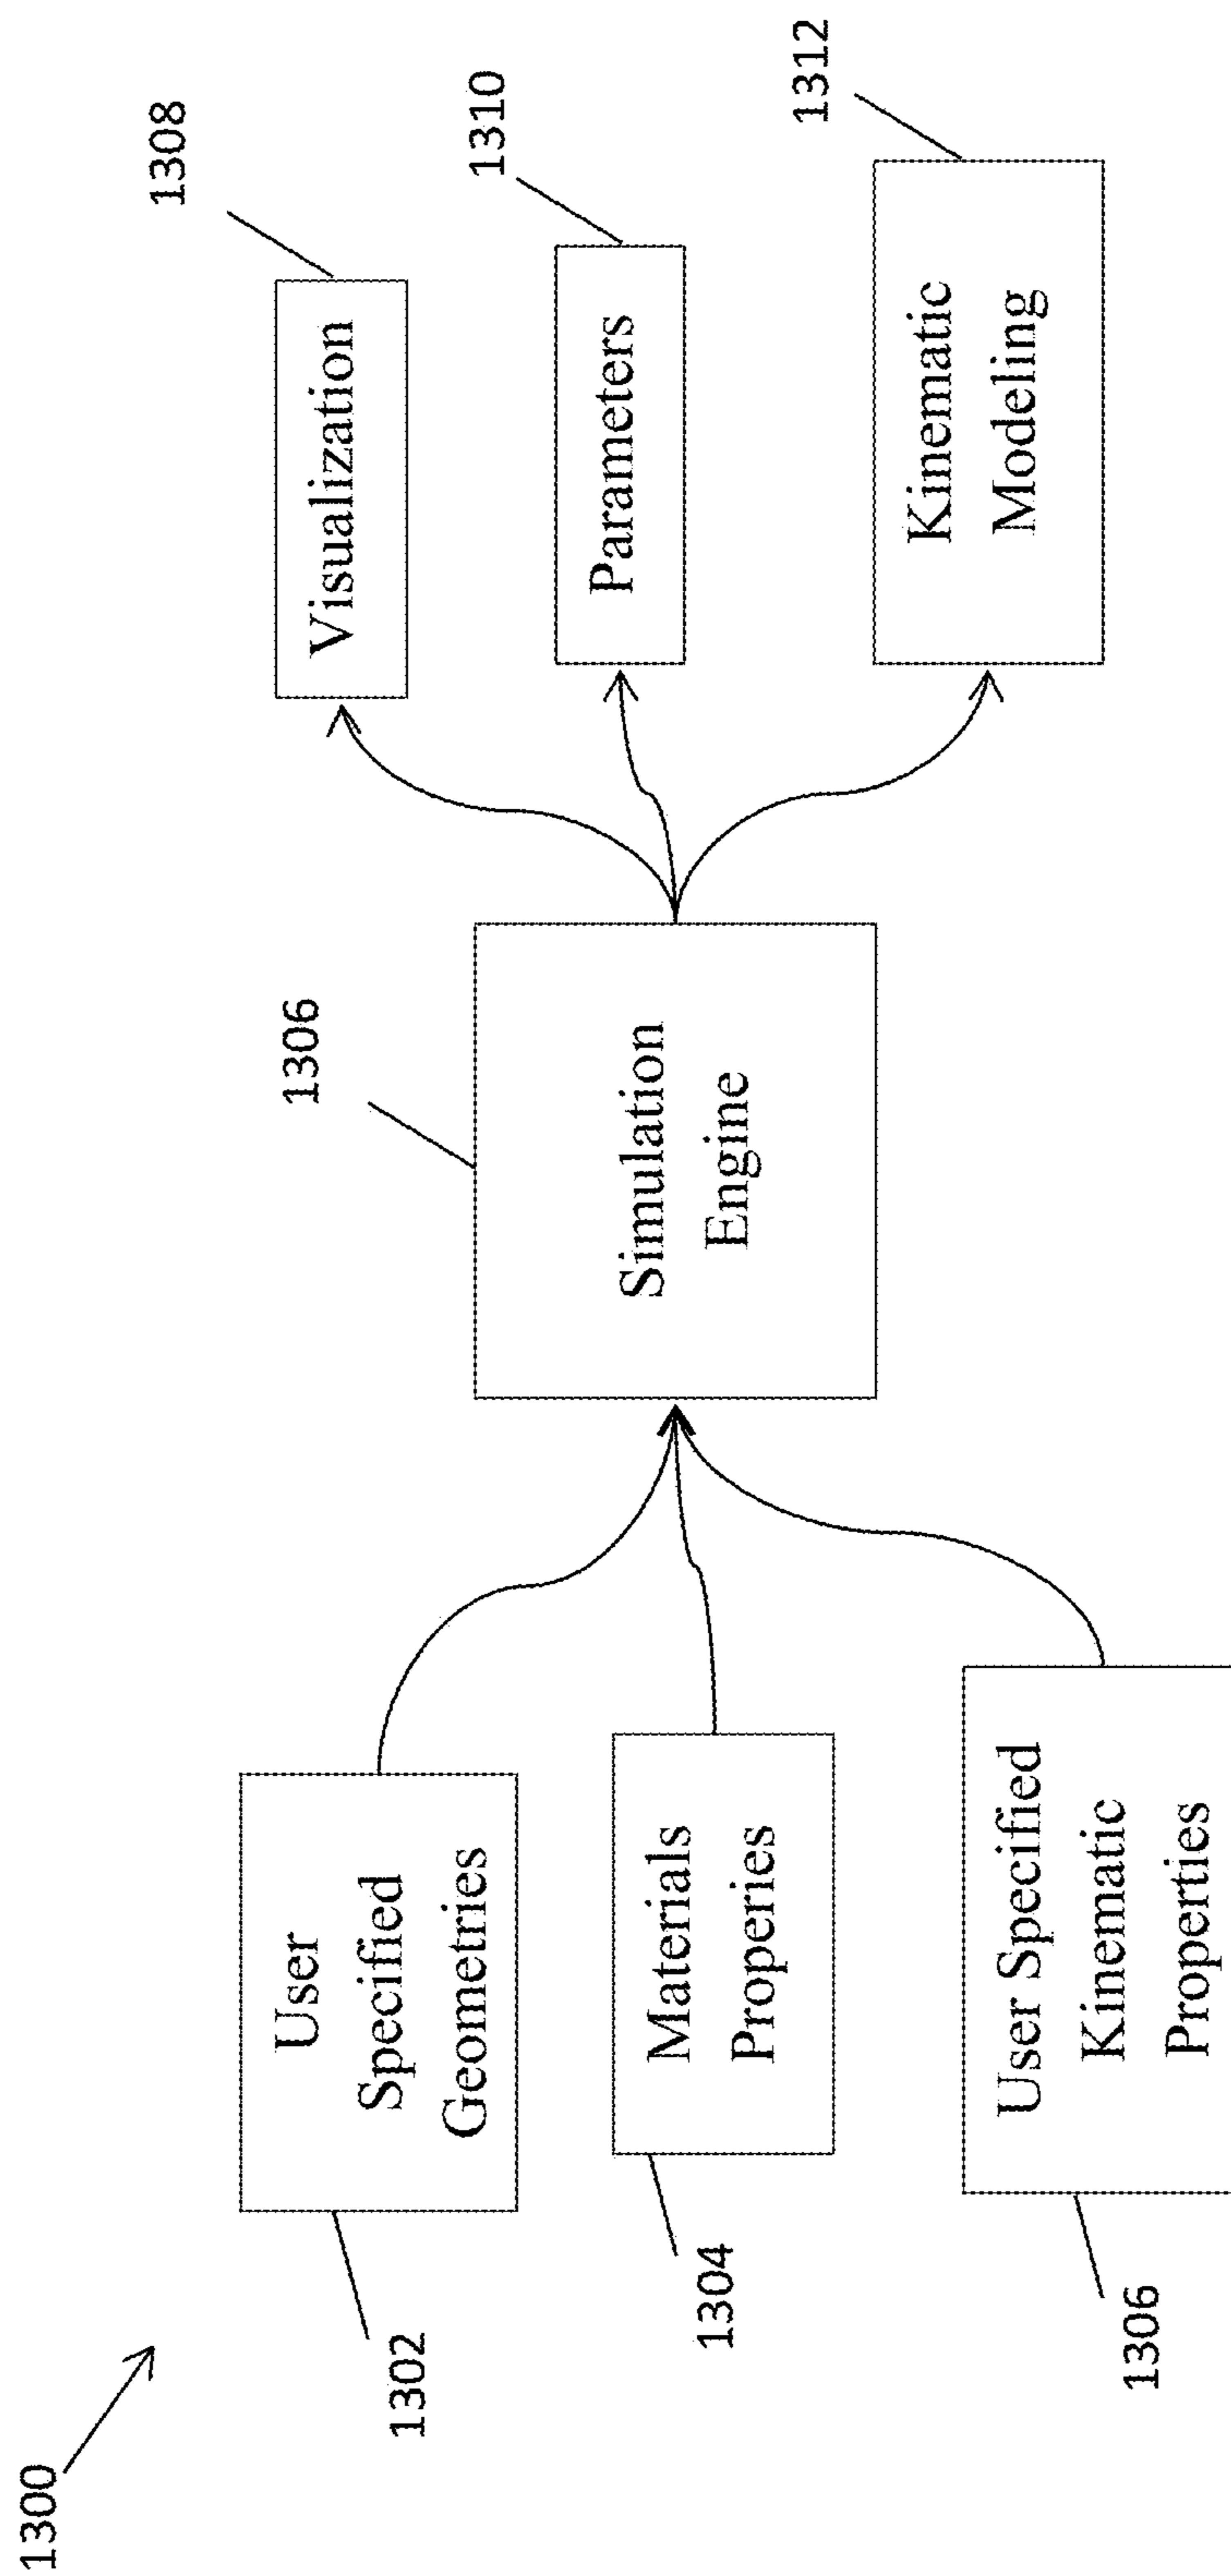 1300
1302
User
Specified
Geometries
1304
Materials
Properies
1306
User Specified
Kinematic
Properties
1306
Simulation
Engine
1308
Visualization
1310
Parameters
1312
Kinematic
Modeling